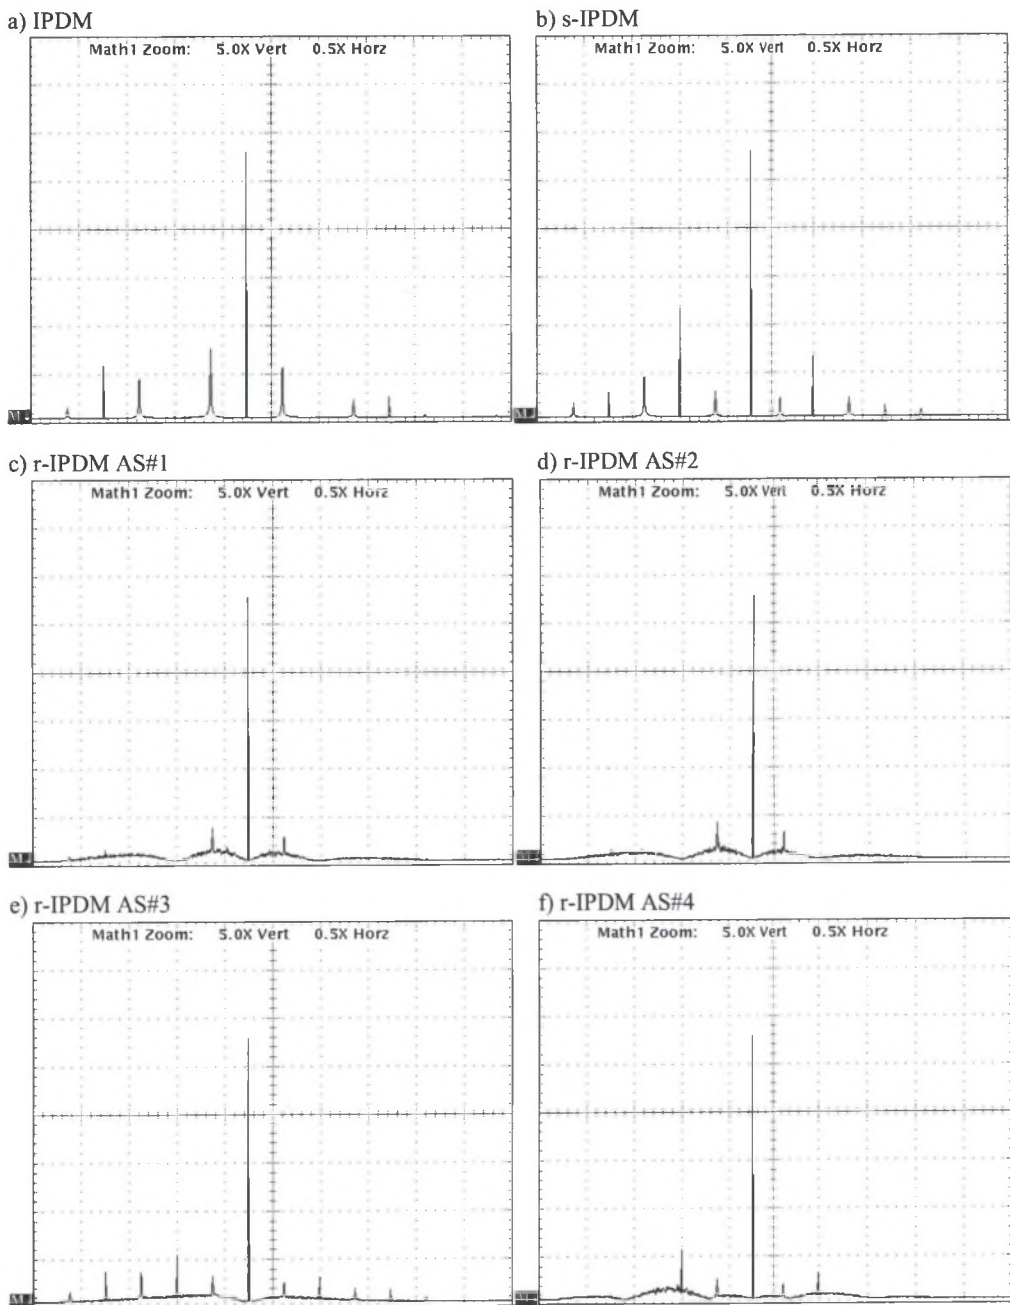 a) IPDM
b) s-IPDM
Math1 Zoom: 5.0X Vert 0.5X Horz
Math1 Zoom: 5.0X Vert 0.5X Horz
c) r-IPDM AS#1
d) r-IPDM AS#2
Math1 Zoom: 5.0X Vert 0.5X Horz
Math1 Zoom: 5.0X Vert 0.5X Horz
e) r-IPDM AS#3
f) r-IPDM AS#4
Math1 Zoom: 5.0X Vert 0.5X Horz
Math1 Zoom: 5.0X Vert 0.5X Horz